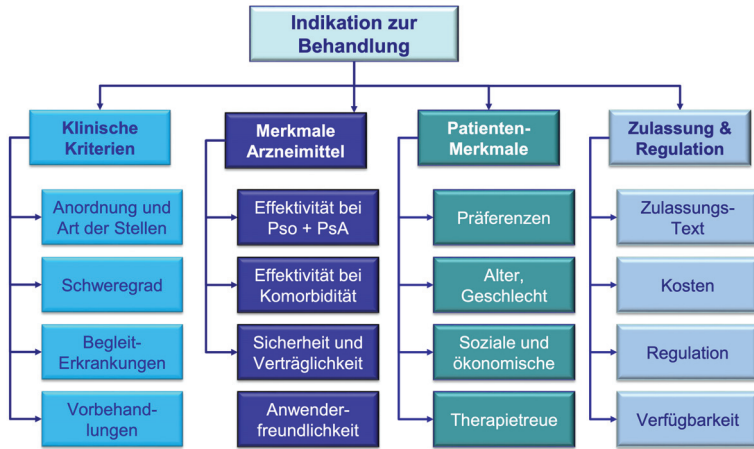 Indikation zur
Behandlung
Klinische
Kriterien
Anordnung und
Art der Stellen
Schweregrad
Begleit-
Erkrankungen
Vorbehand-
lungen
Merkmale
Arzneimittel
Effektivität bei
Pso + PsA
Effektivität bei
Komorbidität
Sicherheit und
Verträglichkeit
Anwender-
freundlichkeit
Patienten-
Merkmale
Präferenzen
Alter,
Geschlecht
Soziale und
ökonomische
Therapietreue
Zulassung &
Regulation
Zulassungs-
Text
Kosten
Regulation
Verfügbarkeit